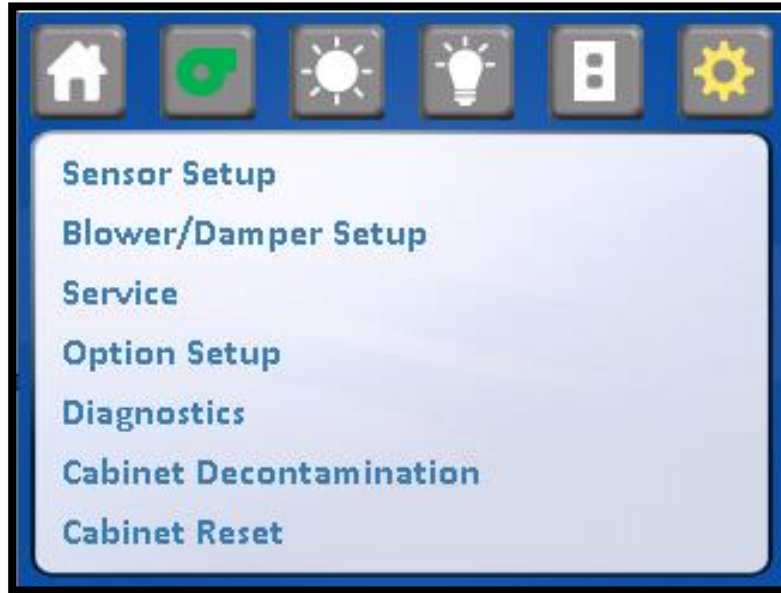 Sensor Setup
Blower/Damper Setup
Service
Option Setup
Diagnostics
Cabinet Decontamination
Cabinet Reset